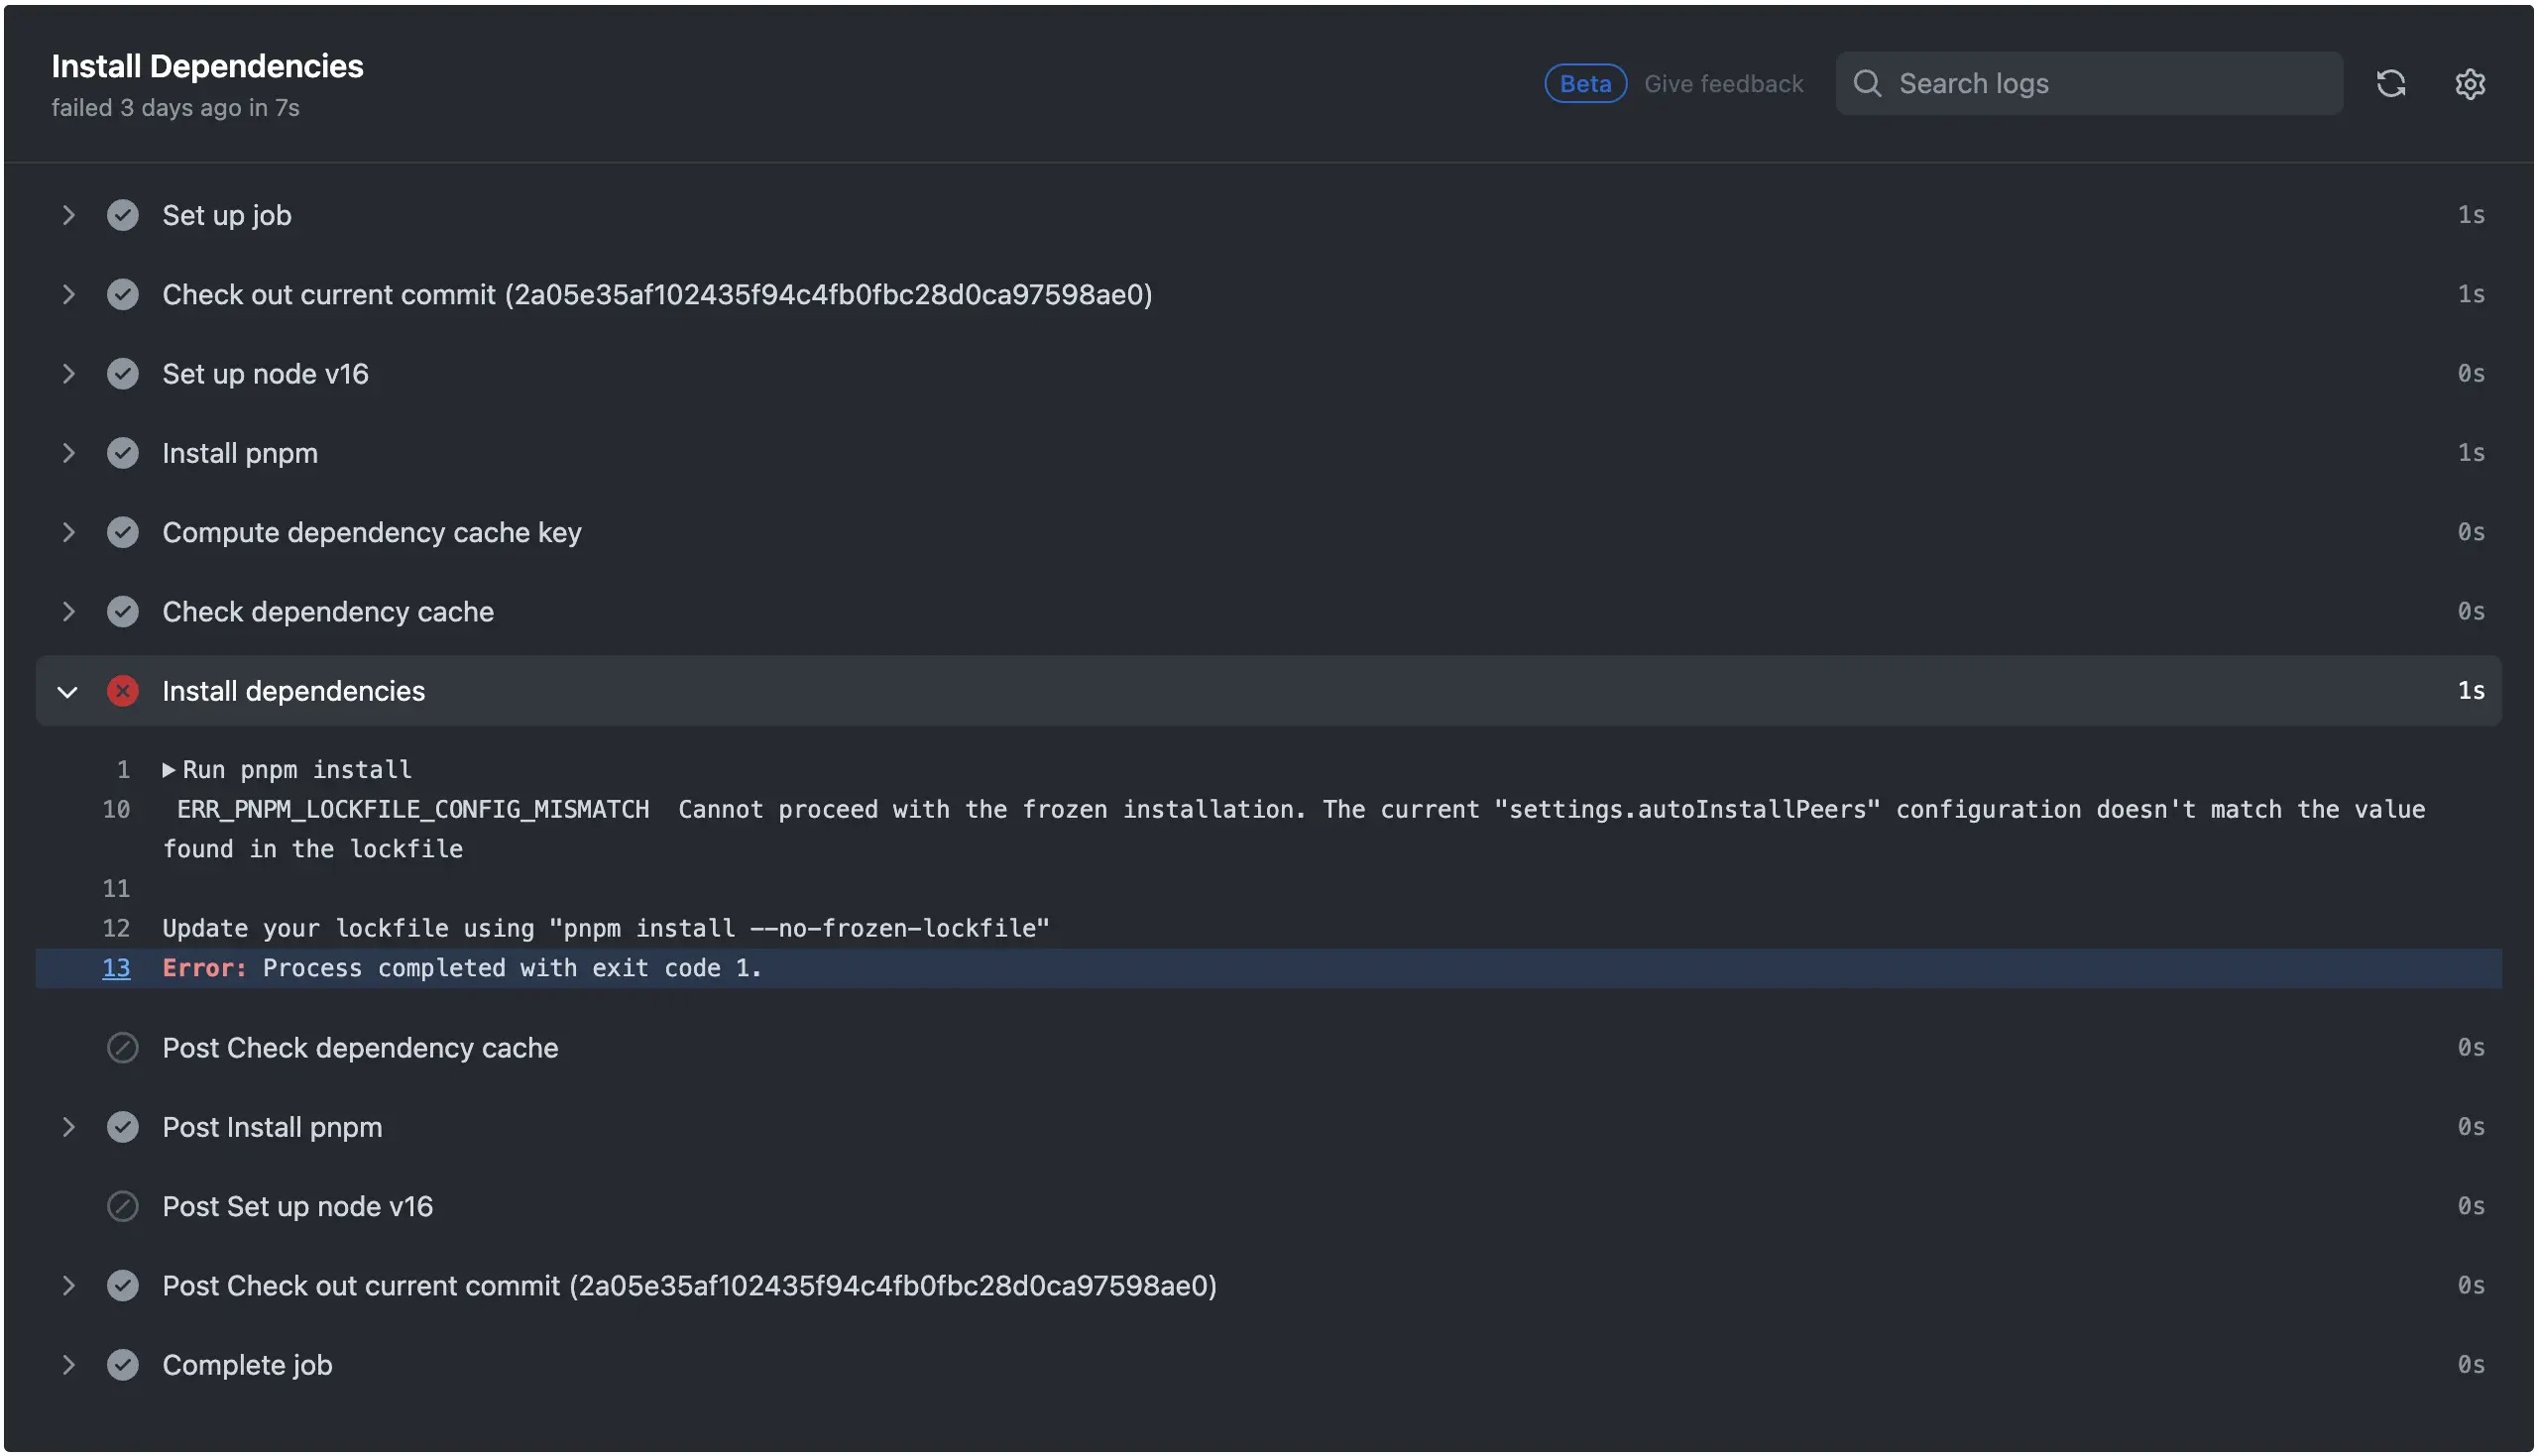 Install Dependencies
failed 3 days ago in 7s
Beta Give feedback Search logs
Set up job 1s
Check out current commit (2a05e35af102435f94c4fb0fbc28d0ca97598ae0) 1s
Set up node v16 0s
Install pnpm 1s
Compute dependency cache key 0s
Check dependency cache 0s
Install dependencies 1s
1 Run pnpm install
10 ERR_PNPM_LOCKFILE_CONFIG_MISMATCH  Cannot proceed with the frozen installation. The current "settings.autoInstallPeers" configuration doesn't match the value
found in the lockfile
11
12 Update your lockfile using "pnpm install --no-frozen-lockfile"
13 Error: Process completed with exit code 1.
Post Check dependency cache 0s
Post Install pnpm 0s
Post Set up node v16 0s
Post Check out current commit (2a05e35af102435f94c4fb0fbc28d0ca97598ae0) 0s
Complete job 0s